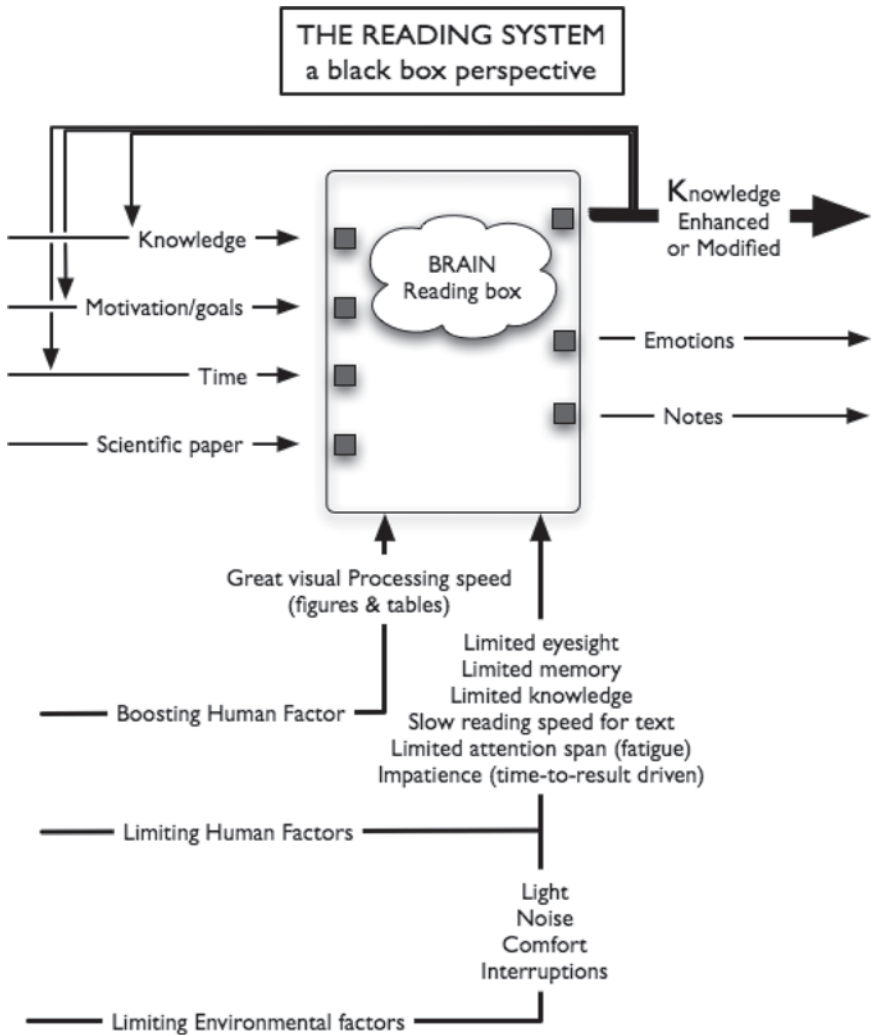 THE READING SYSTEM
a black box perspective
Knowledge
Motivation/goals
Time
Scientific paper
BRAIN
Reading box
Knowledge
Enhanced
or Modified
Emotions
Notes
Great visual Processing speed
(figures & tables)
Boosting Human Factor
Limited eyesight
Limited memory
Limited knowledge
Slow reading speed for text
Limited attention span (fatigue)
Impatience (time-to-result driven)
Limiting Human Factors
Light
Noise
Comfort
Interruptions
Limiting Environmental factors